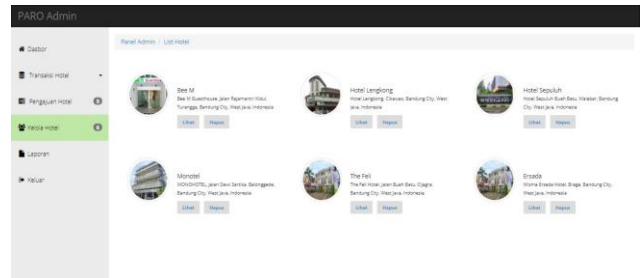 PARO Admin
Dasbor
Transaksi Hotel
Pengajuan Hotel
Kelola Hotel
Laporan
Keluar
Panel Admin / List Hotel
Bee M
Bee M Guesthouse, Jalan Rajamantri Kidul,
Turangga, Bandung City, West Java, Indonesia
Lihat Hapus
Hotel Lengkong
Hotel Lengkong, Cikawao, Bandung City, West
Java, Indonesia
Lihat Hapus
Hotel Sepuluh
Hotel Sepuluh Buah Batu, Malabar, Bandung
City, West Java, Indonesia
Lihat Hapus
Monotel
MONOHOTEL, Jalan Dewi Sartika, Balonggede,
Bandung City, West Java, Indonesia
Lihat Hapus
The Feli
The Feli Hotel, Jalan Buah Batu, Cijagra,
Bandung City, West Java, Indonesia
Lihat Hapus
Ersada
Wisma Ersada Hotel, Braga, Bandung City,
West Java, Indonesia
Lihat Hapus